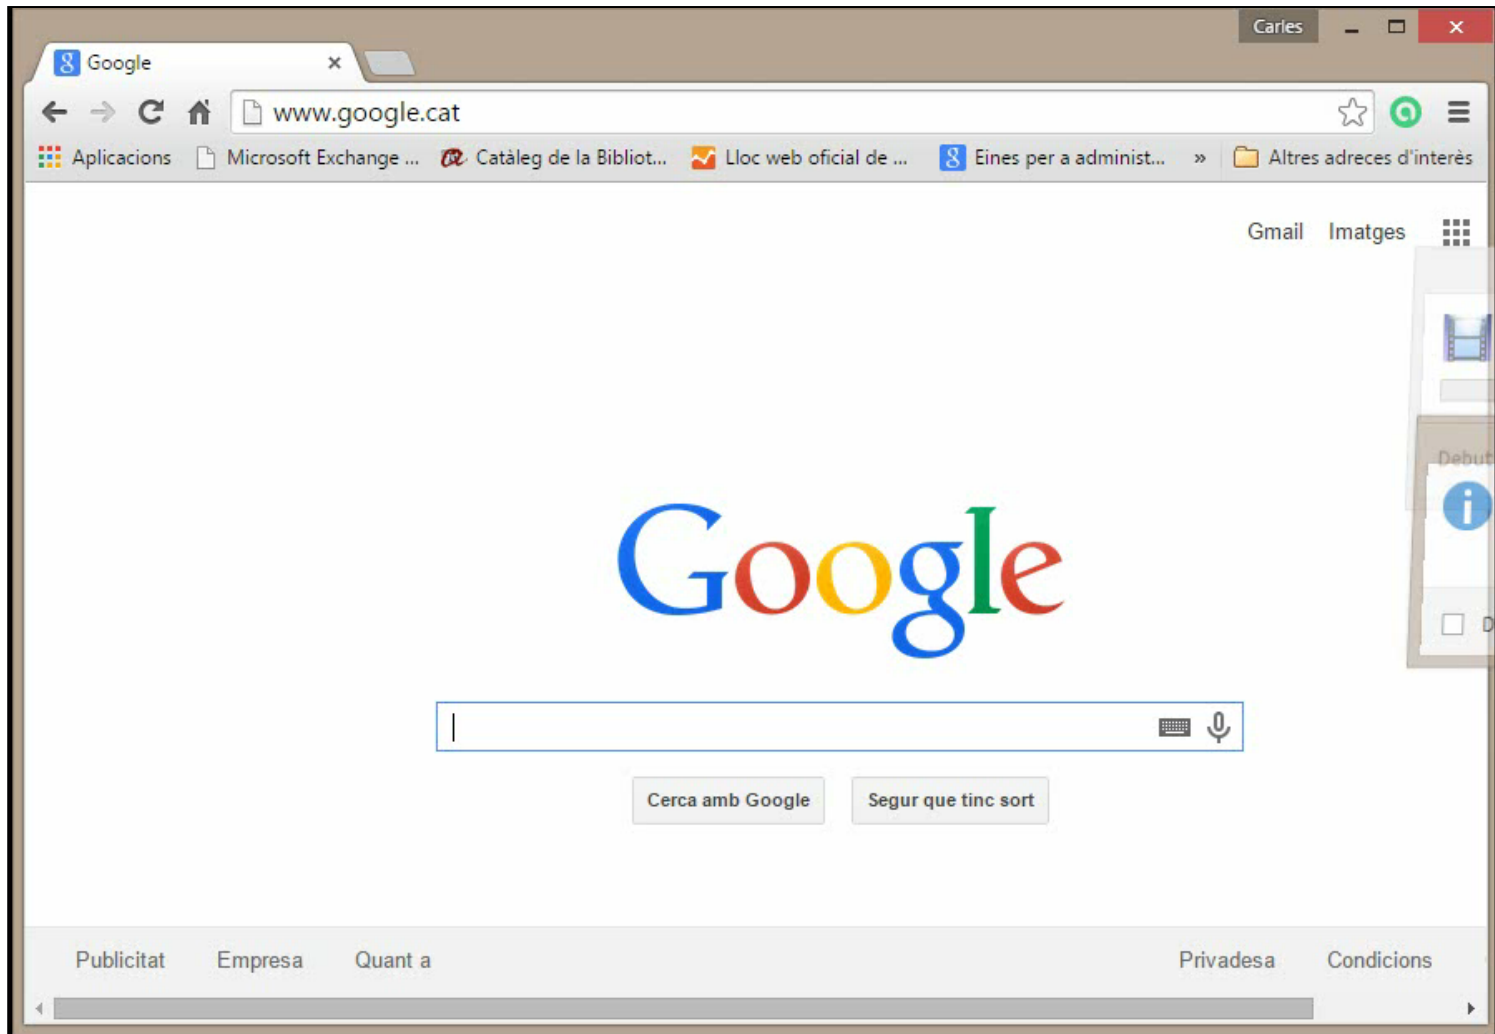 Carles
Google
www.google.cat
Aplicacions Microsoft Exchange ... Catàleg de la Bibliot... Lloc web oficial de ... Eines per a administ... » Altres adreces d'interès
Gmail Imatges
Debut
Google
D
Cerca amb Google Segur que tinc sort
Publicitat Empresa Quant a Privadesa Condicions